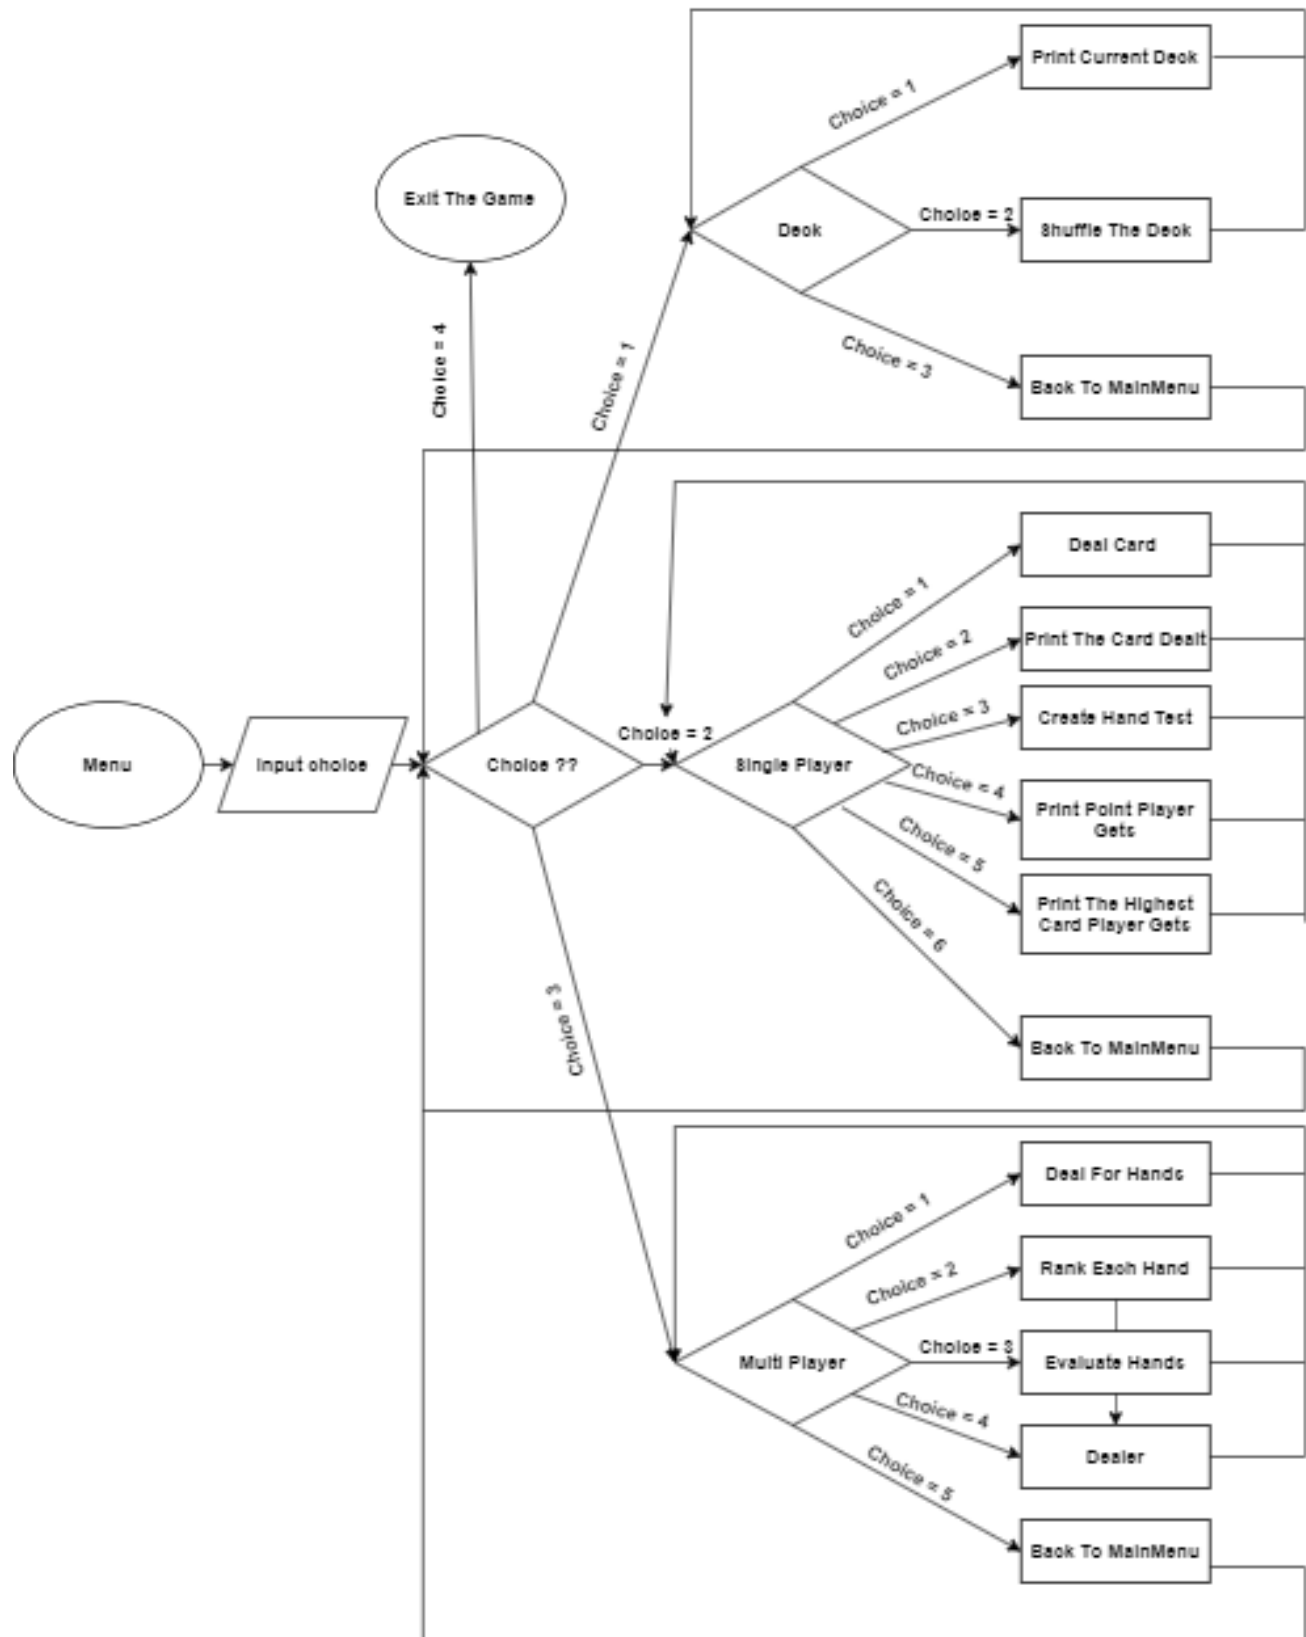 Print Current Deck
Choice = 1
Exit The Game
Deck
Choice = 2
Shuffle The Deck
Choice = 4
Choice = 1
Choice = 3
Back To MainMenu
Deal Card
Choice = 1
Choice = 2
Print The Card Dealt
Choice = 3
Create Hand Test
Menu
Input choice
Choice ??
Choice = 2
Single Player
Choice = 4
Print Point Player
Gets
Choice = 5
Print The Highest
Card Player Gets
Choice = 6
Choice = 3
Back To MainMenu
Deal For Hands
Choice = 1
Choice = 2
Rank Each Hand
Multi Player
Choice = 3
Evaluate Hands
Choice = 4
Dealer
Choice = 5
Back To MainMenu